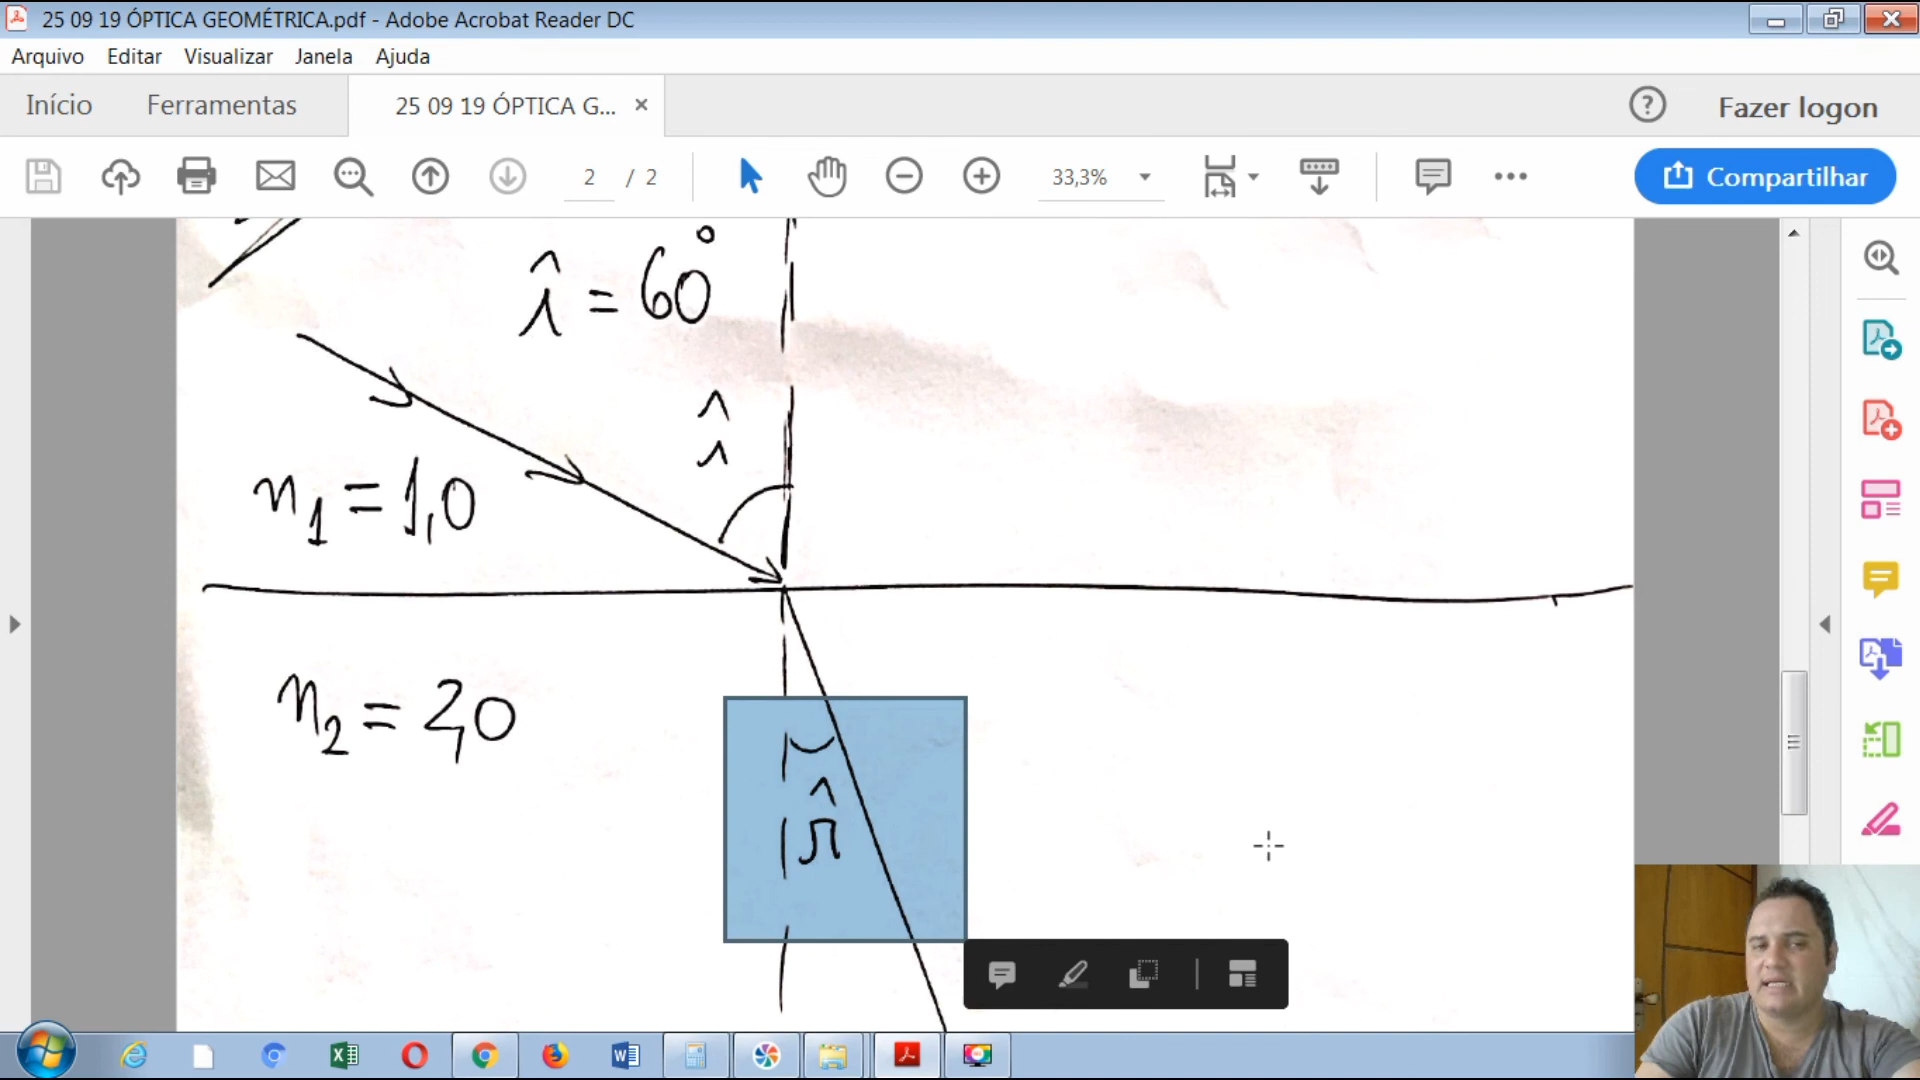 25 09 19 ÓPTICA GEOMÉTRICA.pdf - Adobe Acrobat Reader DC
Arquivo Editar Visualizar Janela Ajuda
Início Ferramentas 25 09 19 ÓPTICA G... × Fazer logon
2 / 2 33,3% Compartilhar
î = 60°
î
n₁ = 1,0
n₂ = 2,0
r̂